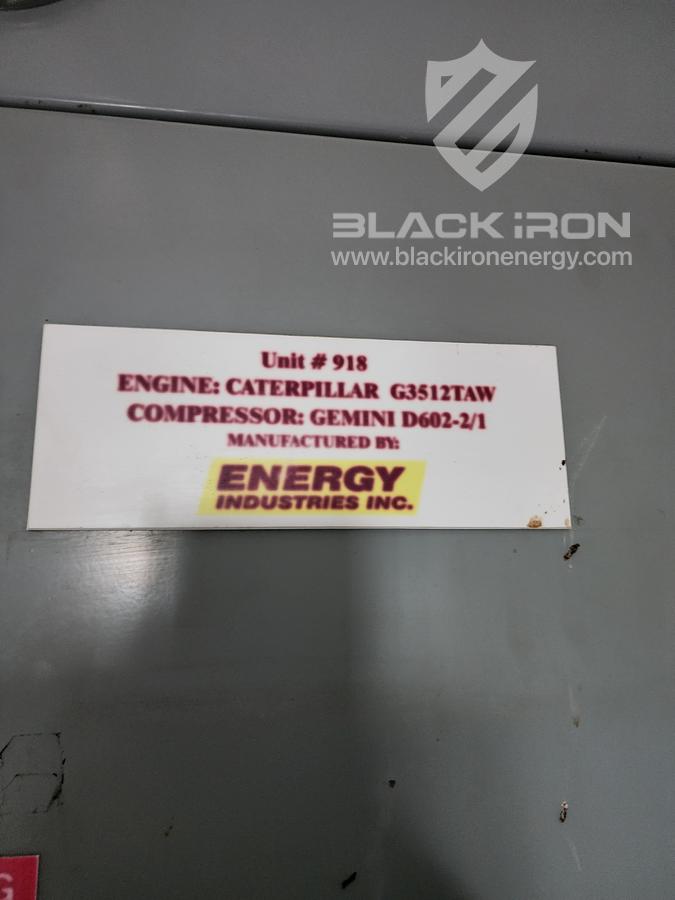 BLACK IRON
www.blackironenergy.com
Unit # 918
ENGINE: CATERPILLAR G3512TAW
COMPRESSOR: GEMINI D602-2/1
MANUFACTURED BY:
ENERGY
INDUSTRIES INC.
G